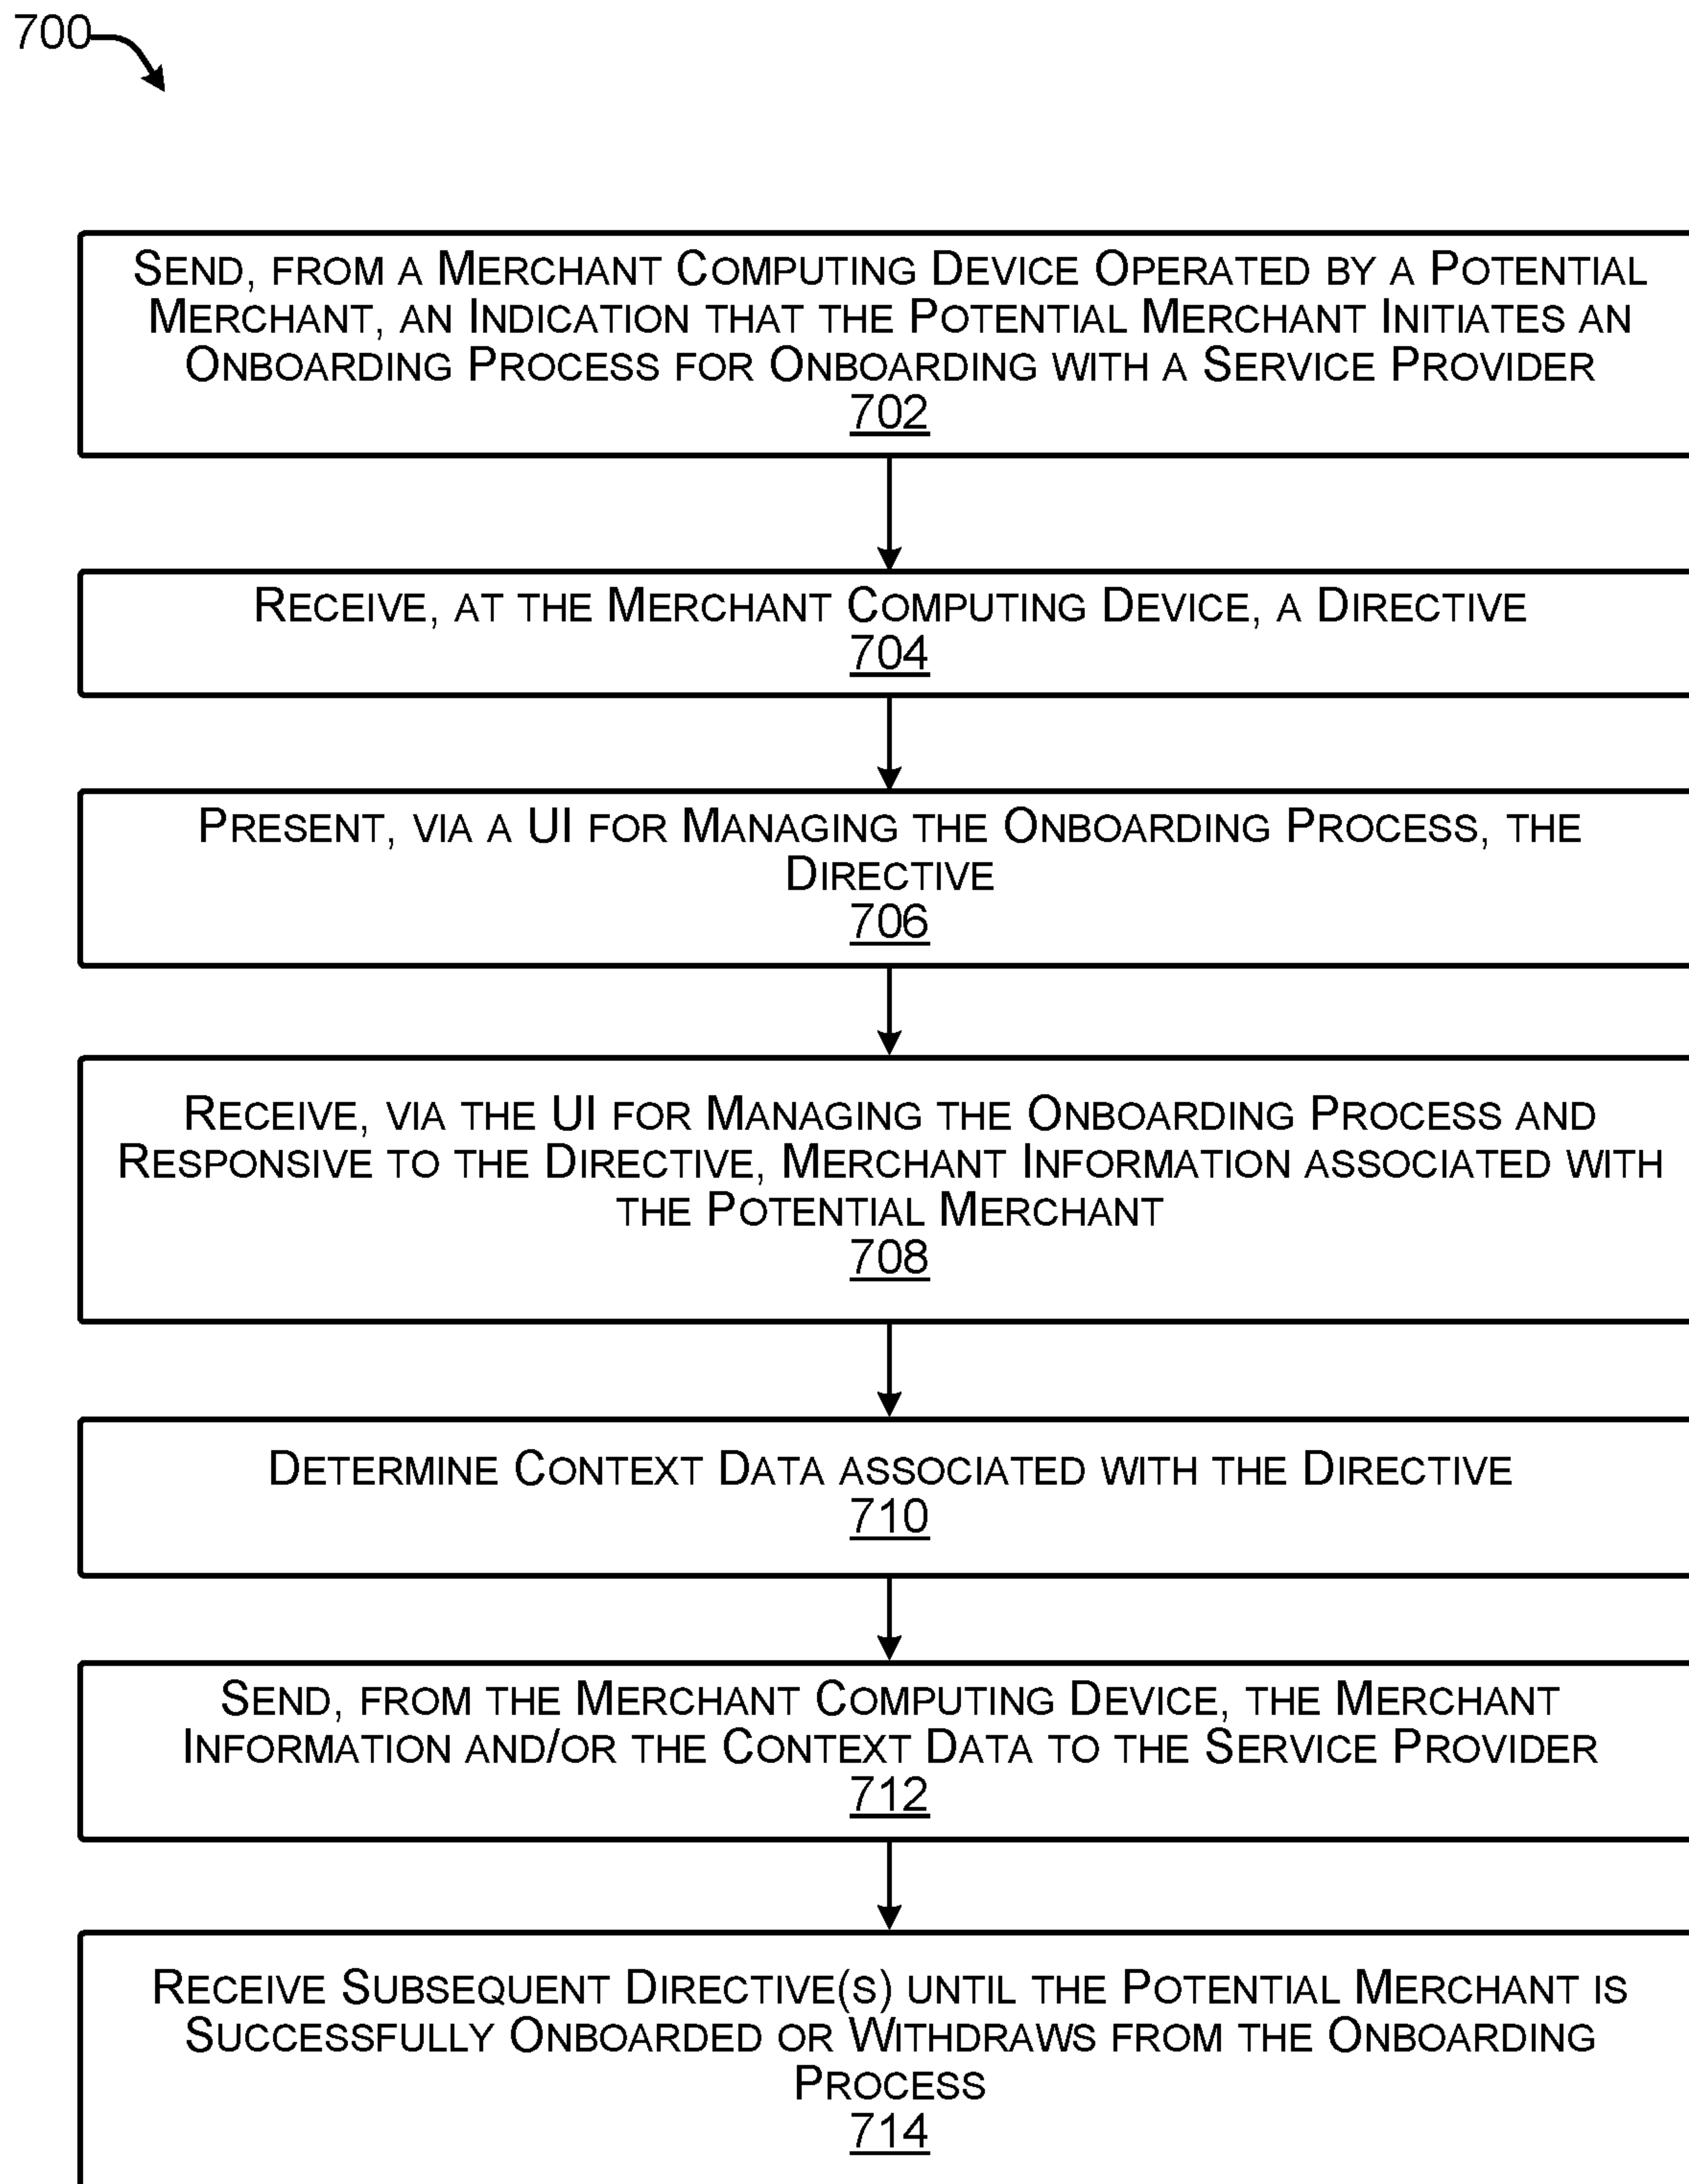 700
SEND, FROM A MERCHANT COMPUTING DEVICE OPERATED BY A POTENTIAL
MERCHANT, AN INDICATION THAT THE POTENTIAL MERCHANT INITIATES AN
ONBOARDING PROCESS FOR ONBOARDING WITH A SERVICE PROVIDER
702
RECEIVE, AT THE MERCHANT COMPUTING DEVICE, A DIRECTIVE
704
PRESENT, VIA A UI FOR MANAGING THE ONBOARDING PROCESS, THE
DIRECTIVE
706
RECEIVE, VIA THE UI FOR MANAGING THE ONBOARDING PROCESS AND
RESPONSIVE TO THE DIRECTIVE, MERCHANT INFORMATION ASSOCIATED WITH
THE POTENTIAL MERCHANT
708
DETERMINE CONTEXT DATA ASSOCIATED WITH THE DIRECTIVE
710
SEND, FROM THE MERCHANT COMPUTING DEVICE, THE MERCHANT
INFORMATION AND/OR THE CONTEXT DATA TO THE SERVICE PROVIDER
712
RECEIVE SUBSEQUENT DIRECTIVE(S) UNTIL THE POTENTIAL MERCHANT IS
SUCCESSFULLY ONBOARDED OR WITHDRAWS FROM THE ONBOARDING
PROCESS
714